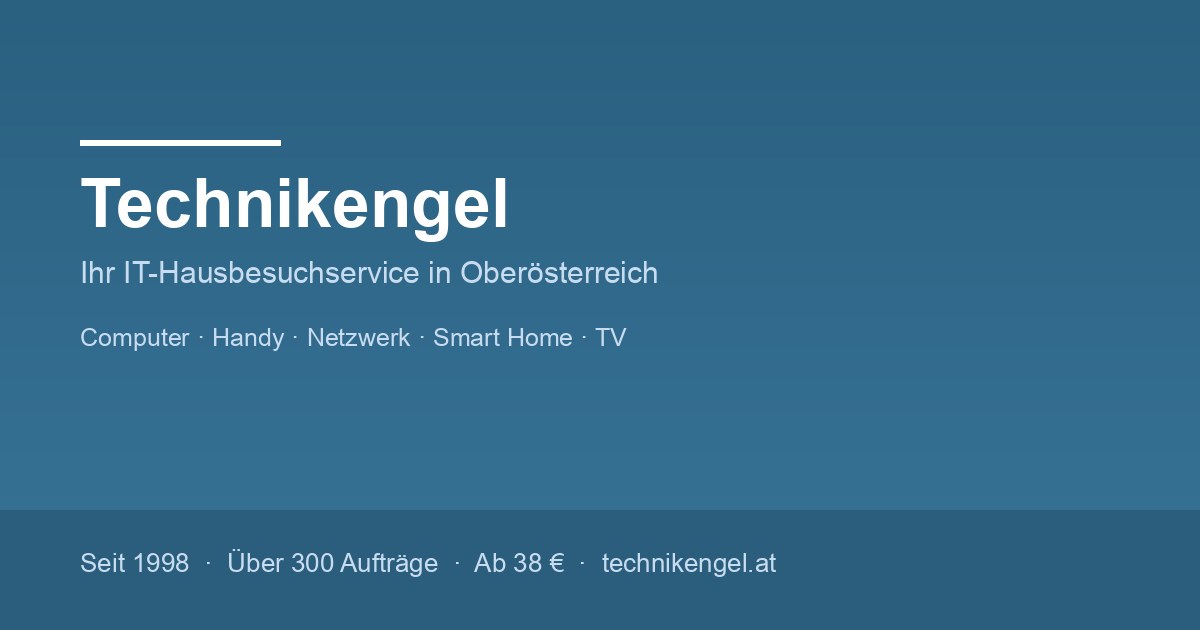 Technikengel
Ihr IT-Hausbesuchservice in Oberösterreich
Computer · Handy · Netzwerk · Smart Home · TV
Seit 1998 · Über 300 Aufträge · Ab 38 € · technikengel.at